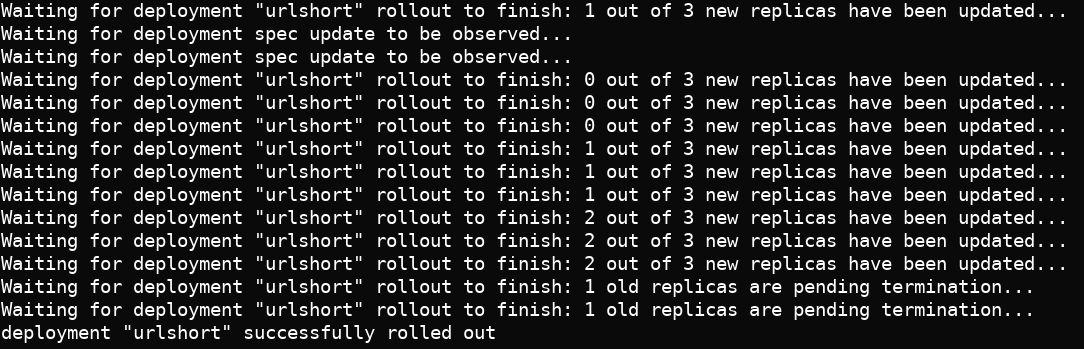 Waiting for deployment "urlshort" rollout to finish: 1 out of 3 new replicas have been updated...
Waiting for deployment spec update to be observed...
Waiting for deployment spec update to be observed...
Waiting for deployment "urlshort" rollout to finish: 0 out of 3 new replicas have been updated...
Waiting for deployment "urlshort" rollout to finish: 0 out of 3 new replicas have been updated...
Waiting for deployment "urlshort" rollout to finish: 0 out of 3 new replicas have been updated...
Waiting for deployment "urlshort" rollout to finish: 1 out of 3 new replicas have been updated...
Waiting for deployment "urlshort" rollout to finish: 1 out of 3 new replicas have been updated...
Waiting for deployment "urlshort" rollout to finish: 1 out of 3 new replicas have been updated...
Waiting for deployment "urlshort" rollout to finish: 2 out of 3 new replicas have been updated...
Waiting for deployment "urlshort" rollout to finish: 2 out of 3 new replicas have been updated...
Waiting for deployment "urlshort" rollout to finish: 2 out of 3 new replicas have been updated...
Waiting for deployment "urlshort" rollout to finish: 1 old replicas are pending termination...
Waiting for deployment "urlshort" rollout to finish: 1 old replicas are pending termination...
deployment "urlshort" successfully rolled out